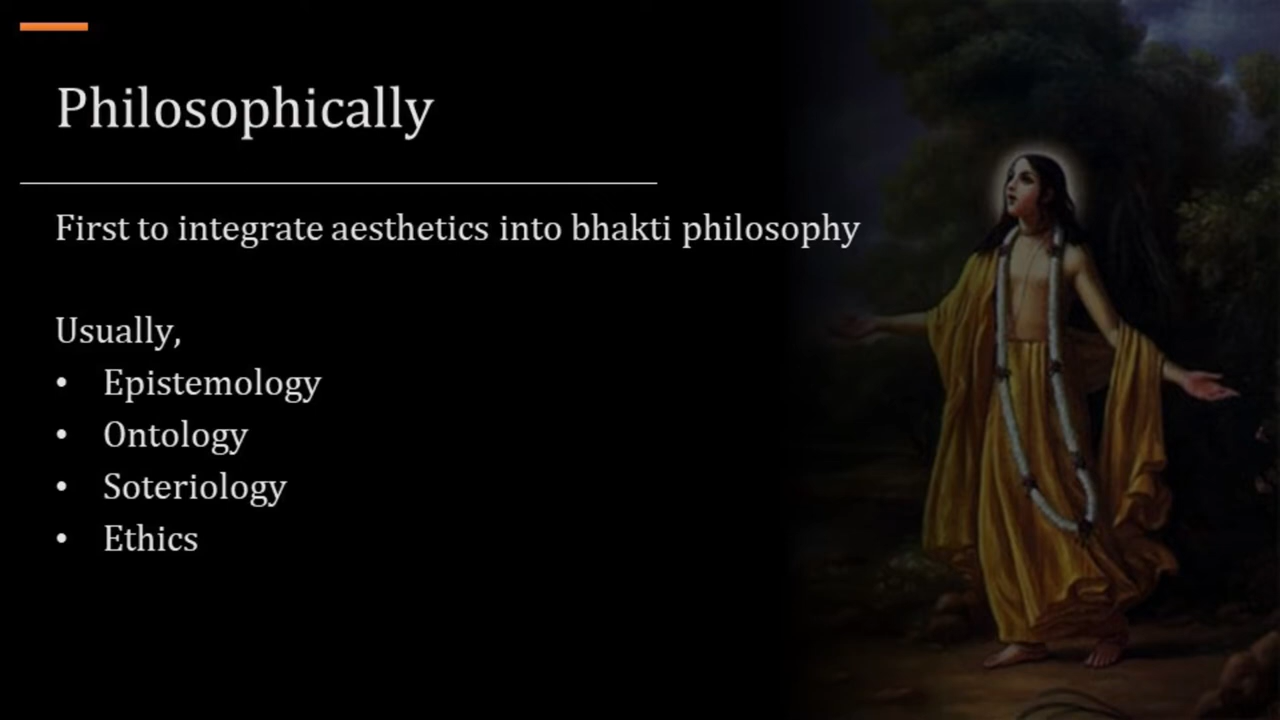 Philosophically
First to integrate aesthetics into bhakti philosophy
Usually,
• Epistemology
• Ontology
• Soteriology
• Ethics